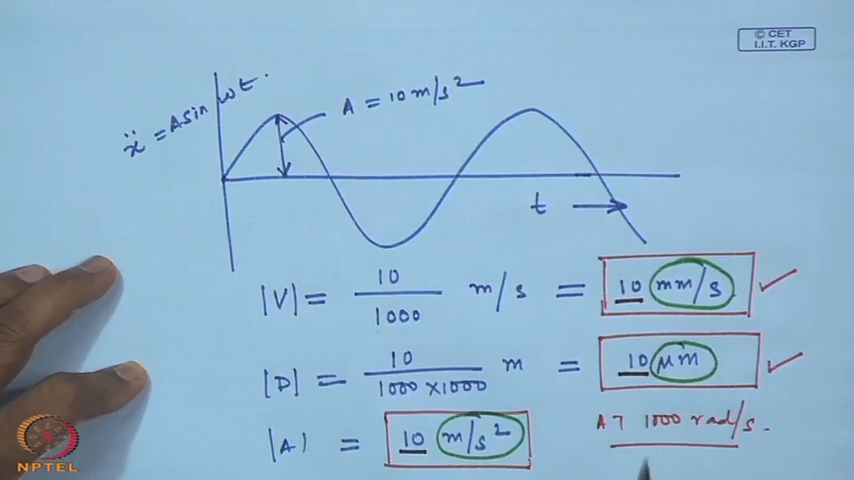 © CET
I.I.T. KGP
ẍ = A sin ωt.
A = 10 m/s²
t
|V| = 10/1000 m/s = 10 mm/s
|D| = 10/1000×1000 m = 10 μm
AT 1000 rad/s.
|A| = 10 m/s²
NPTEL